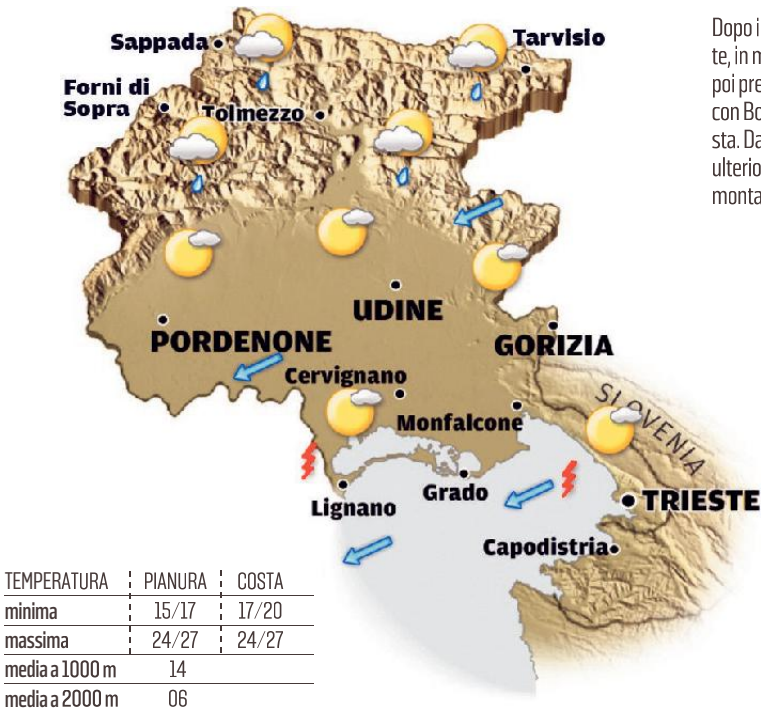 Sappada
Tarvisio
Forni di
Sopra
Tolmezzo
UDINE
PORDENONE
GORIZIA
Cervignano
Monfalcone
SLOVENIA
Lignano
Grado
TRIESTE
Capodistria
Dopo i
te, in
poi pre
con Bo
sta. Da
ulterio
monta
TEMPERATURA PIANURA COSTA
minima 15/17 17/20
massima 24/27 24/27
media a 1000 m 14
media a 2000 m 06